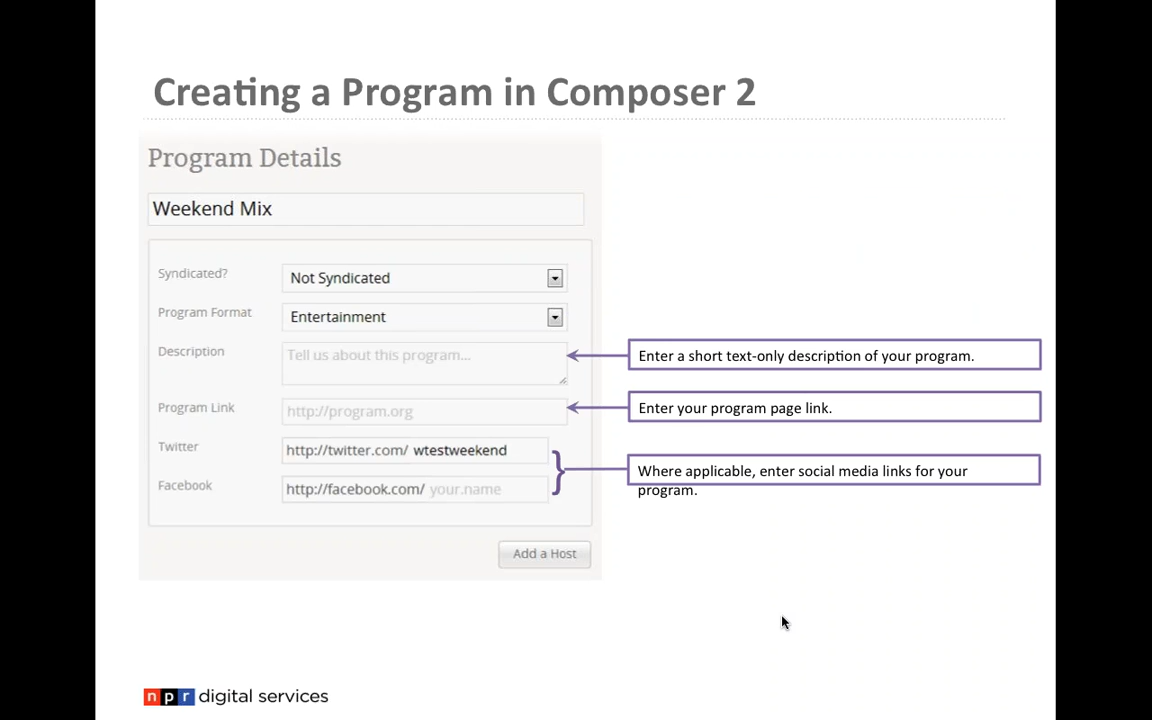 Creating a Program in Composer 2
Program Details
Weekend Mix
Syndicated?
Not Syndicated
Program Format
Entertainment
Description
Tell us about this program...
Enter a short text-only description of your program.
Program Link
http://program.org
Enter your program page link.
Twitter
http://twitter.com/ wtestweekend
Where applicable, enter social media links for your
program.
Facebook
http://facebook.com/ your.name
Add a Host
npr digital services